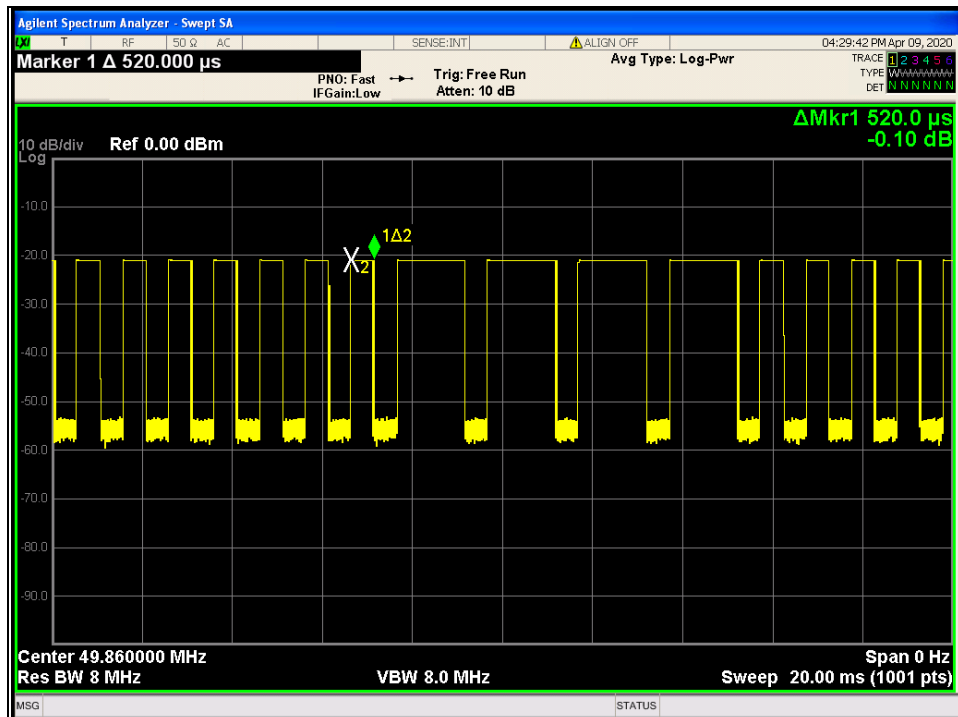 Agilent Spectrum Analyzer - Swept SA
LXI T RF 50 Ω AC SENSE:INT ALIGN OFF 04:29:42 PM Apr 09, 2020
Marker 1 Δ 520.000 µs
PNO: Fast
IFGain:Low
Trig: Free Run
Atten: 10 dB
Avg Type: Log-Pwr
TRACE 1 2 3 4 5 6
TYPE WWWWWW
DET N N N N N N
ΔMkr1 520.0 µs
-0.10 dB
10 dB/div Ref 0.00 dBm
Log
-10.0
1Δ2
-20.0
X2
-30.0
-40.0
-50.0
-60.0
-70.0
-80.0
-90.0
Center 49.860000 MHz Span 0 Hz
Res BW 8 MHz VBW 8.0 MHz Sweep 20.00 ms (1001 pts)
MSG STATUS